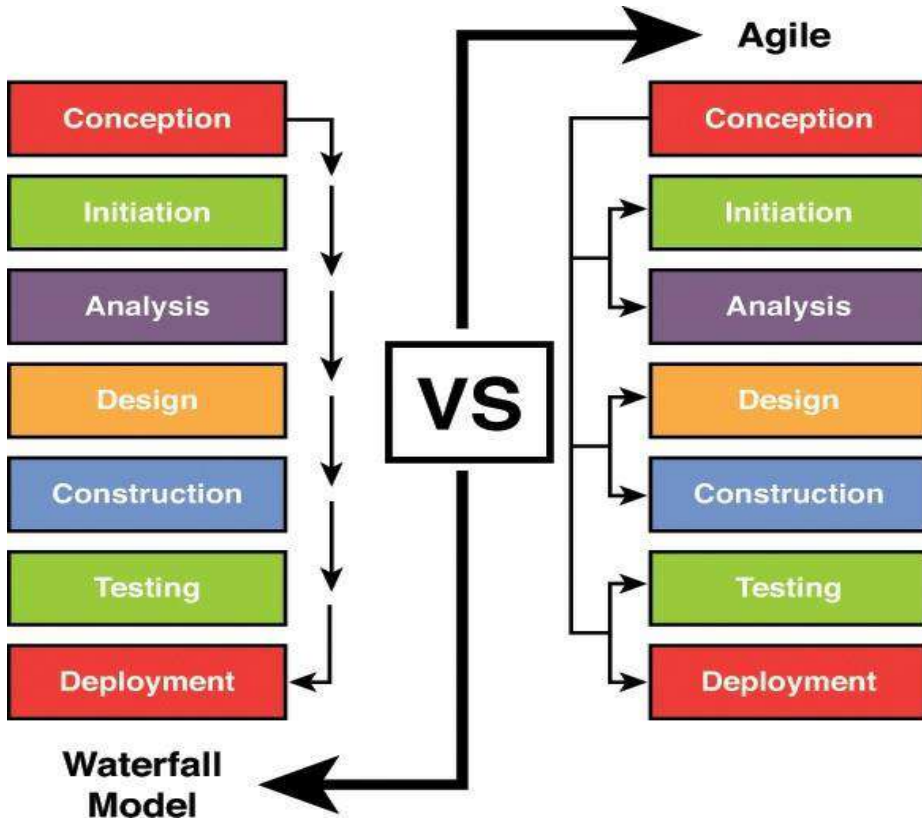 Agile
Conception
Initiation
Analysis
Design
Construction
Testing
Deployment
Waterfall
Model
VS
Conception
Initiation
Analysis
Design
Construction
Testing
Deployment